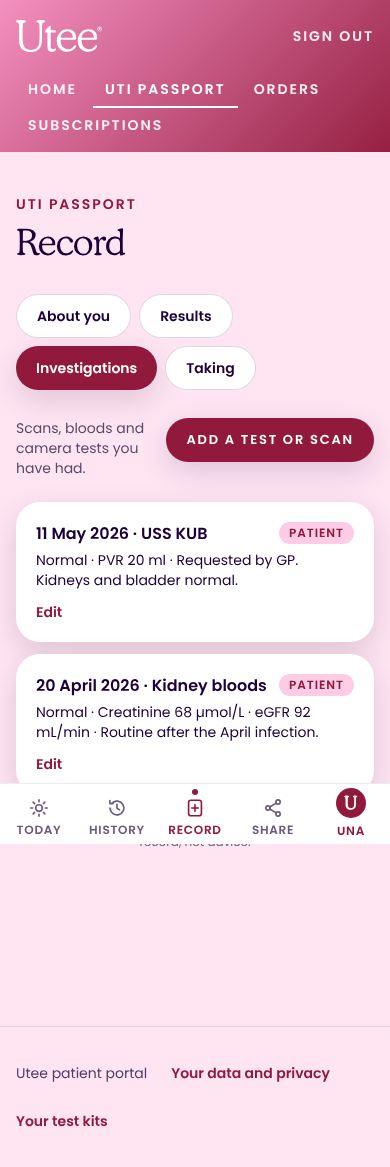 Utee®
SIGN OUT
HOME
UTI PASSPORT
ORDERS
SUBSCRIPTIONS
UTI PASSPORT
Record
About you
Results
Investigations
Taking
Scans, bloods and
camera tests you
have had.
ADD A TEST OR SCAN
11 May 2026 · USS KUB
PATIENT
Normal · PVR 20 ml · Requested by GP.
Kidneys and bladder normal.
Edit
20 April 2026 · Kidney bloods
PATIENT
Normal · Creatinine 68 µmol/L · eGFR 92
mL/min · Routine after the April infection.
Edit
TODAY
HISTORY
RECORD
SHARE
UNA
record, not advice.
Utee patient portal
Your data and privacy
Your test kits